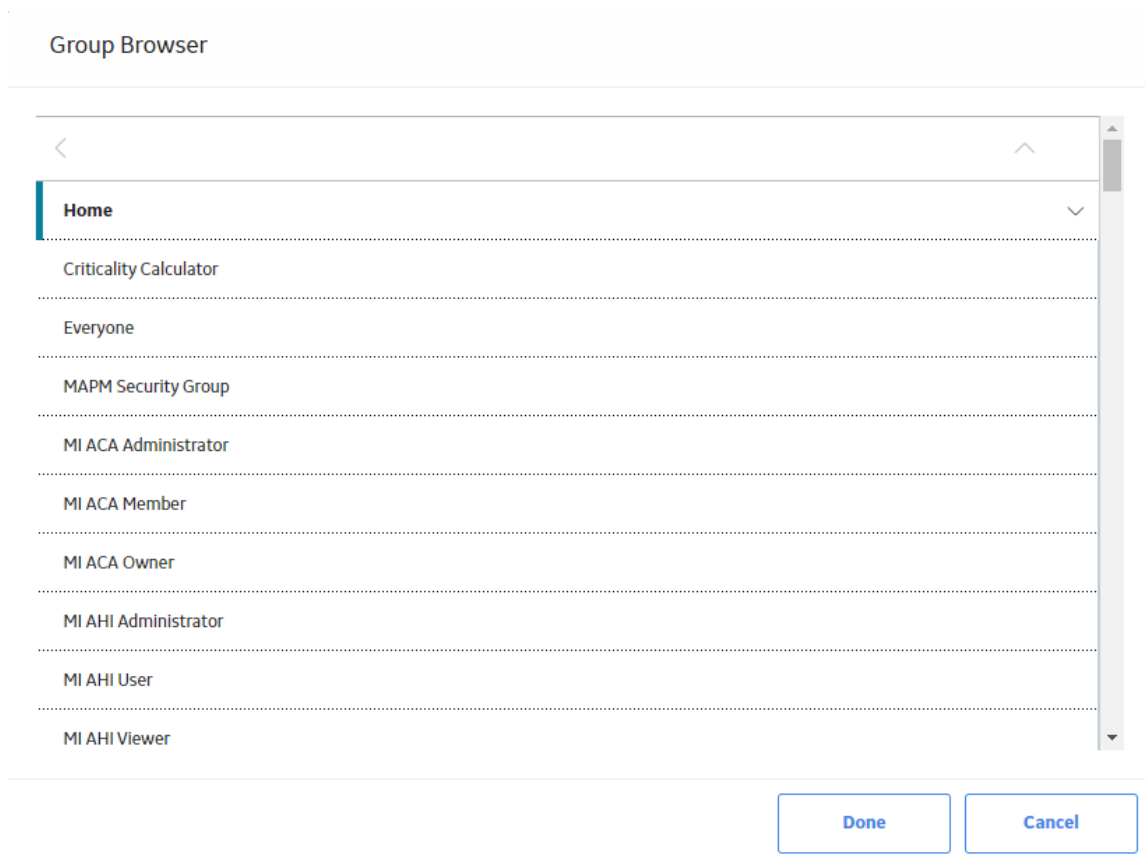 Group Browser
Home
Criticality Calculator
Everyone
MAPM Security Group
MI ACA Administrator
MI ACA Member
MI ACA Owner
MI AHI Administrator
MI AHI User
MI AHI Viewer
Done
Cancel